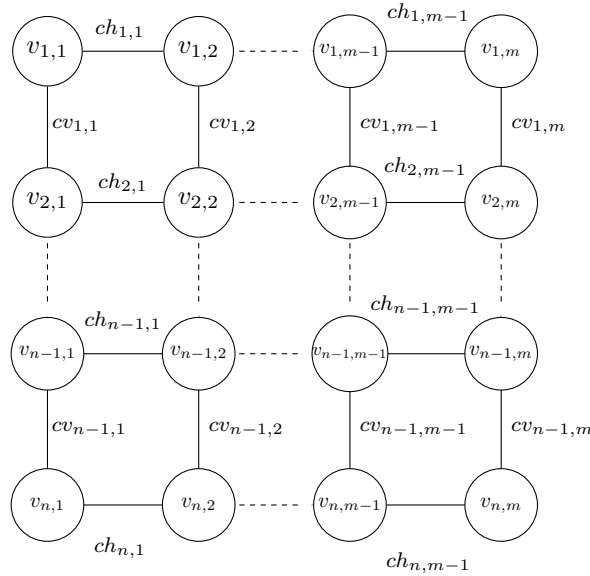 ch_{1,1} ch_{1,m−1}
v_{1,1} v_{1,2} v_{1,m−1} v_{1,m}
cv_{1,1} cv_{1,2} cv_{1,m−1} cv_{1,m}
ch_{2,1} ch_{2,m−1}
v_{2,1} v_{2,2} v_{2,m−1} v_{2,m}
ch_{n−1,1} ch_{n−1,m−1}
v_{n−1,1} v_{n−1,2} v_{n−1,m−1} v_{n−1,m}
cv_{n−1,1} cv_{n−1,2} cv_{n−1,m−1} cv_{n−1,m}
v_{n,1} v_{n,2} v_{n,m−1} v_{n,m}
ch_{n,1} ch_{n,m−1}